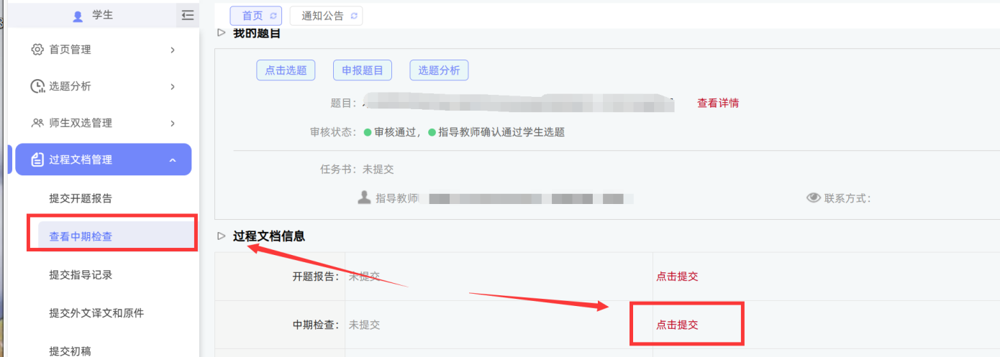 学生
首页
通知公告
我的题目
首页管理
选题分析
师生双选管理
过程文档管理
提交开题报告
查看中期检查
提交指导记录
提交外文译文和原件
提交初稿
点击选题 申报题目 选题分析
题目： 查看详情
审核状态： 审核通过， 指导教师确认通过学生选题
任务书： 未提交
指导教师 联系方式：
过程文档信息
开题报告： 未提交 点击提交
中期检查： 未提交 点击提交